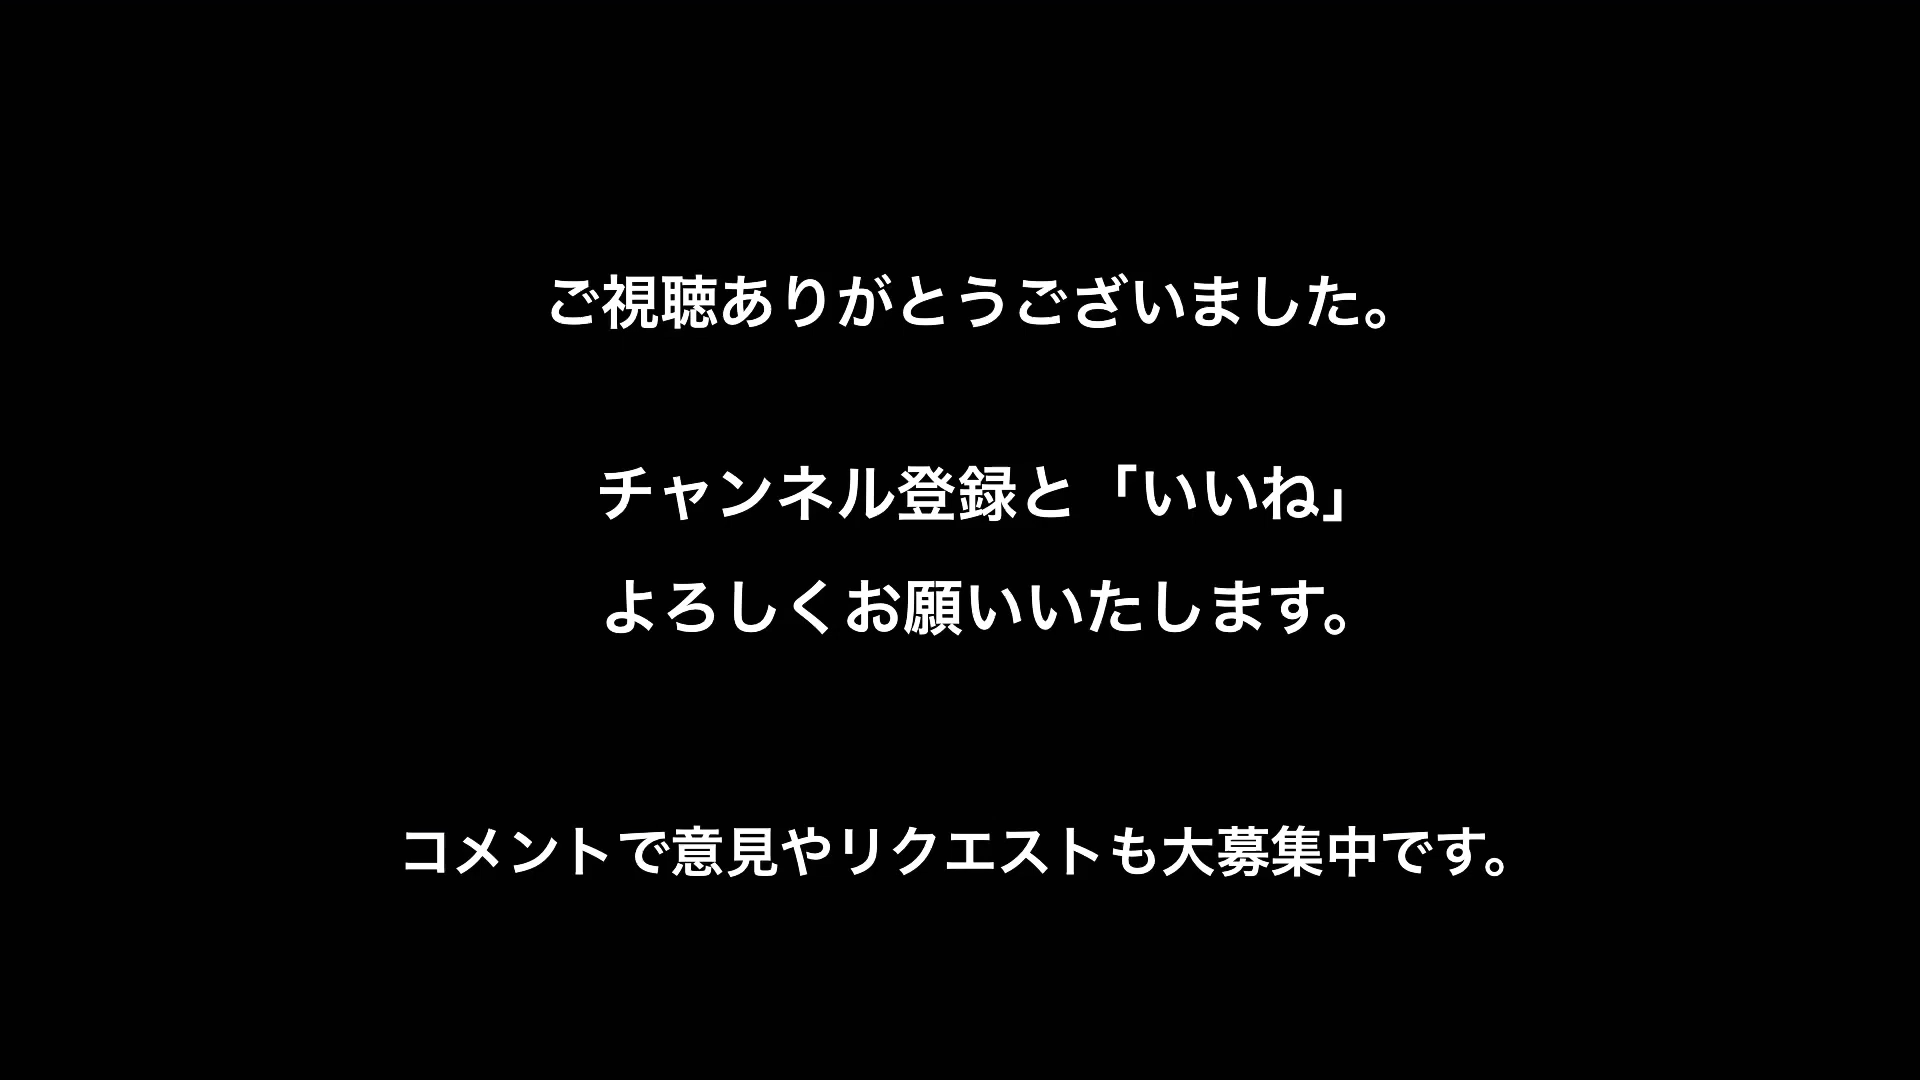 ご視聴ありがとうございました。
チャンネル登録と「いいね」
よろしくお願いいたします。
コメントで意見やリクエストも大募集中です。